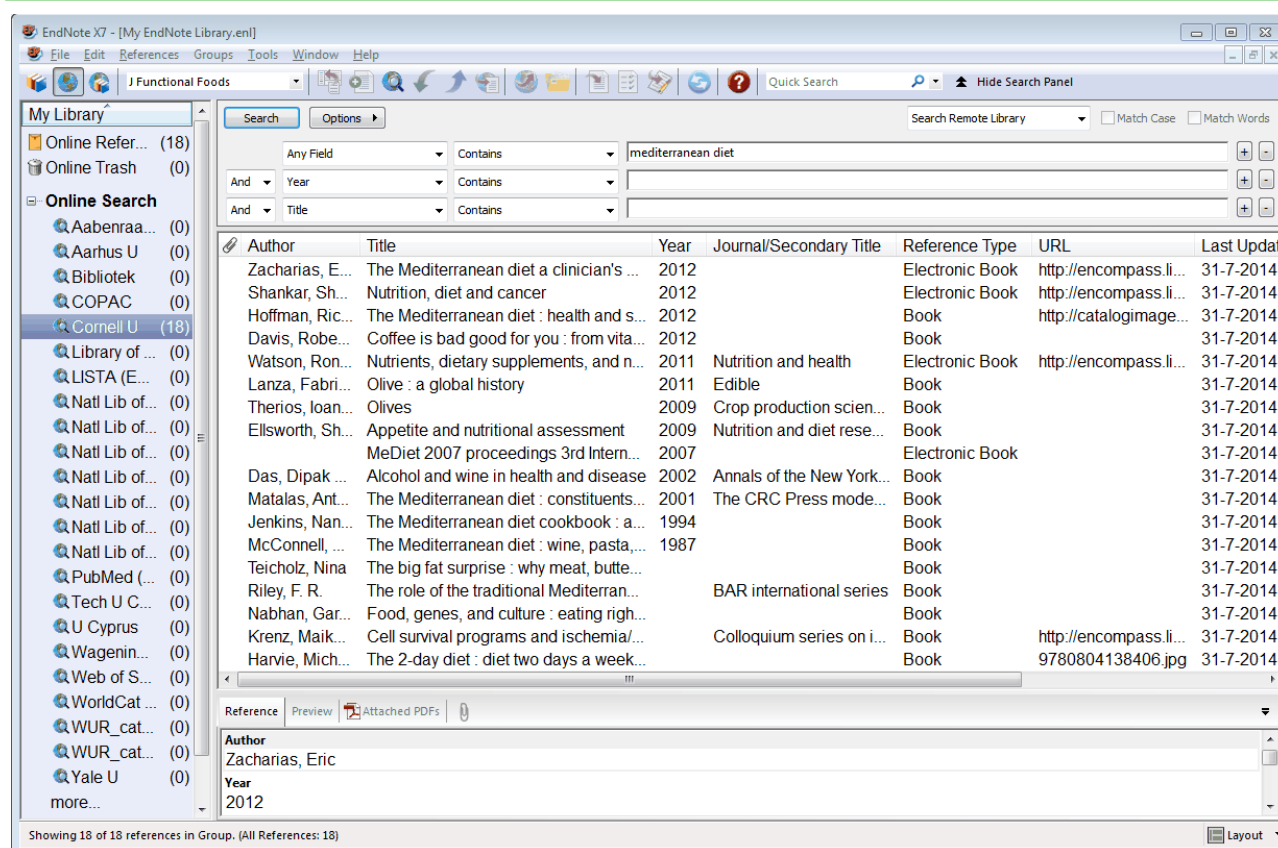 EndNote X7 - [My EndNote Library.enl]
File Edit References Groups Tools Window Help
J Functional Foods Quick Search Hide Search Panel
My Library
Online Refer... (18)
Online Trash (0)
Online Search
Aabenraa... (0)
Aarhus U (0)
Bibliotek (0)
COPAC (0)
Cornell U (18)
Library of ... (0)
LISTA (E... (0)
Natl Lib of... (0)
Natl Lib of... (0)
Natl Lib of... (0)
Natl Lib of... (0)
Natl Lib of... (0)
Natl Lib of... (0)
Natl Lib of... (0)
PubMed (... (0)
Tech U C... (0)
U Cyprus (0)
Wagenin... (0)
Web of S... (0)
WorldCat ... (0)
WUR_cat... (0)
WUR_cat... (0)
Yale U (0)
more...
Search Options Search Remote Library Match Case Match Words
Any Field Contains mediterranean diet + -
And Year Contains + -
And Title Contains + -
Author Title Year Journal/Secondary Title Reference Type URL Last Updat
Zacharias, E... The Mediterranean diet a clinician's ... 2012 Electronic Book http://encompass.li... 31-7-2014
Shankar, Sh... Nutrition, diet and cancer 2012 Electronic Book http://encompass.li... 31-7-2014
Hoffman, Ric... The Mediterranean diet : health and s... 2012 Book http://catalogimage... 31-7-2014
Davis, Robe... Coffee is bad good for you : from vita... 2012 Book 31-7-2014
Watson, Ron... Nutrients, dietary supplements, and n... 2011 Nutrition and health Electronic Book http://encompass.li... 31-7-2014
Lanza, Fabri... Olive : a global history 2011 Edible Book 31-7-2014
Therios, Ioan... Olives 2009 Crop production scien... Book 31-7-2014
Ellsworth, Sh... Appetite and nutritional assessment 2009 Nutrition and diet rese... Book 31-7-2014
MeDiet 2007 proceedings 3rd Intern... 2007 Electronic Book 31-7-2014
Das, Dipak ... Alcohol and wine in health and disease 2002 Annals of the New York... Book 31-7-2014
Matalas, Ant... The Mediterranean diet : constituents... 2001 The CRC Press mode... Book 31-7-2014
Jenkins, Nan... The Mediterranean diet cookbook : a... 1994 Book 31-7-2014
McConnell, ... The Mediterranean diet : wine, pasta,... 1987 Book 31-7-2014
Teicholz, Nina The big fat surprise : why meat, butte... Book 31-7-2014
Riley, F. R. The role of the traditional Mediterran... BAR international series Book 31-7-2014
Nabhan, Gar... Food, genes, and culture : eating righ... Book 31-7-2014
Krenz, Maik... Cell survival programs and ischemia/... Colloquium series on i... Book http://encompass.li... 31-7-2014
Harvie, Mich... The 2-day diet : diet two days a week... Book 9780804138406.jpg 31-7-2014
Reference Preview Attached PDFs
Author
Zacharias, Eric
Year
2012
Showing 18 of 18 references in Group. (All References: 18) Layout